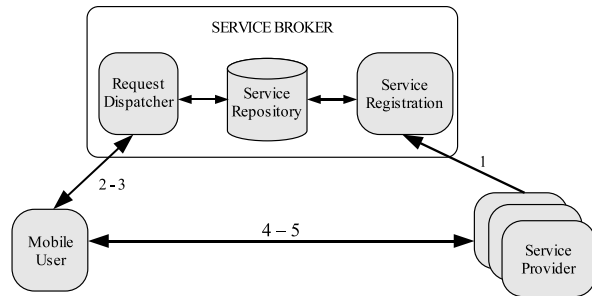 SERVICE BROKER
Request
Dispatcher
Service
Repository
Service
Registration
1
2 - 3
4 – 5
Mobile
User
Service
Provider